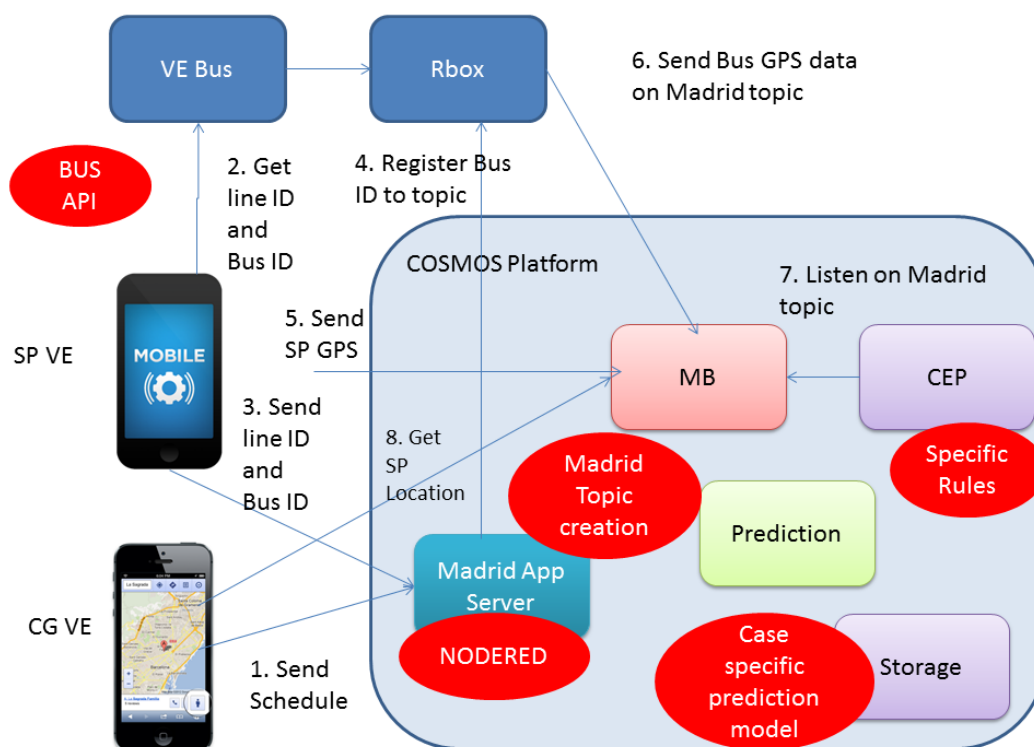 VE Bus
Rbox
6. Send Bus GPS data
on Madrid topic
BUS
API
2. Get
line ID
and
Bus ID
4. Register Bus
ID to topic
COSMOS Platform
7. Listen on Madrid
topic
SP VE
MOBILE
5. Send
SP GPS
MB
CEP
3. Send
line ID
and
Bus ID
8. Get
SP
Location
Madrid
Topic
creation
Specific
Rules
Prediction
Madrid App
Server
NODERED
CG VE
La Sagrada
Barcelona
1. Send
Schedule
Case
specific
prediction
model
Storage